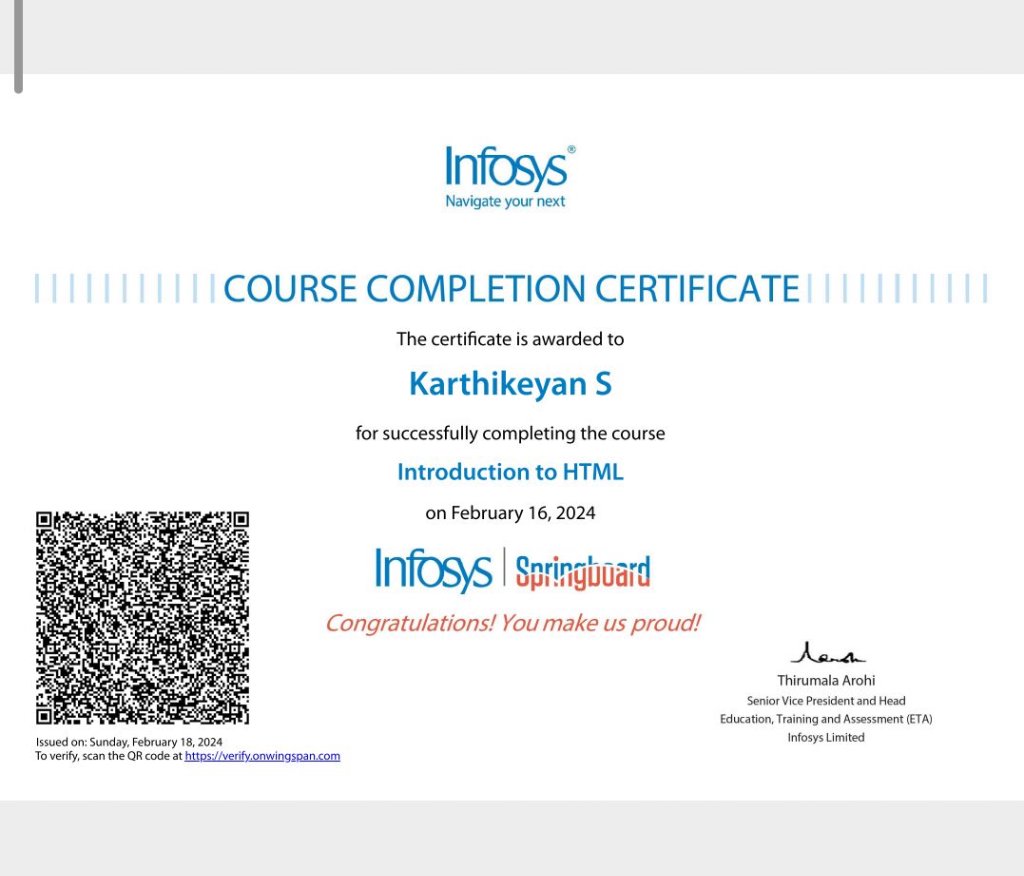 Infosys®
Navigate your next
COURSE COMPLETION CERTIFICATE
The certificate is awarded to
Karthikeyan S
for successfully completing the course
Introduction to HTML
on February 16, 2024
Infosys | Springboard
Congratulations! You make us proud!
Thirumala Arohi
Senior Vice President and Head
Education, Training and Assessment (ETA)
Infosys Limited
Issued on: Sunday, February 18, 2024
To verify, scan the QR code at https://verify.onwingspan.com